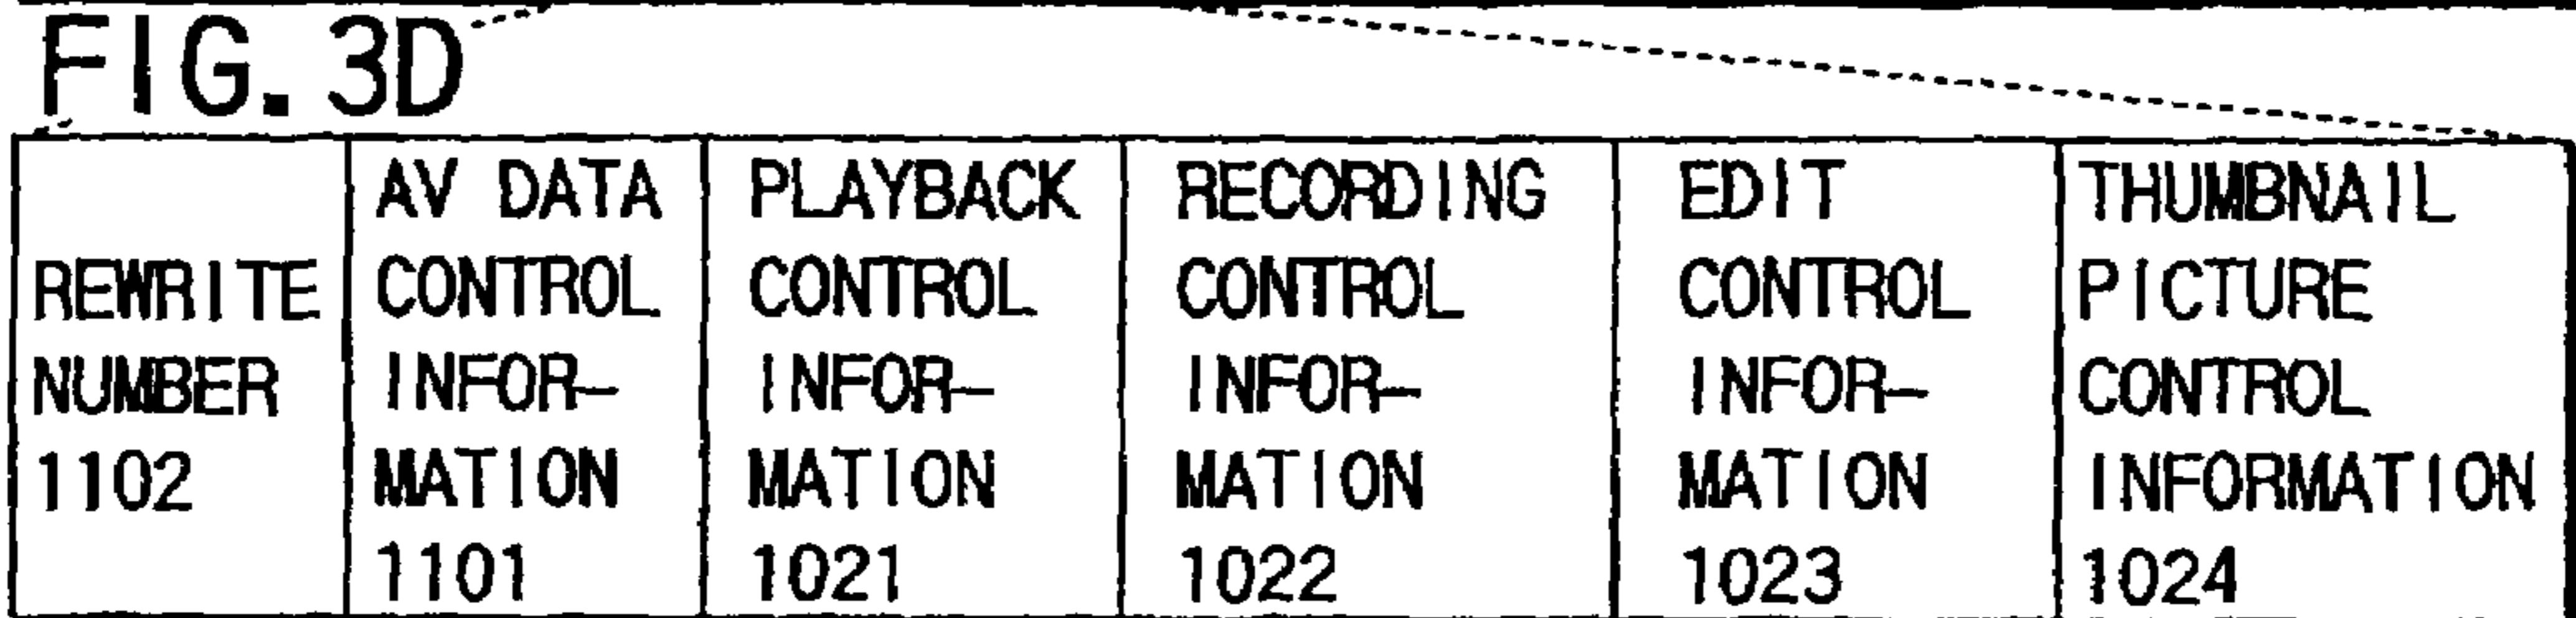 FIG. 3D
REWRITE
NUMBER
1102
AV DATA
CONTROL
INFOR-
MATION
1101
PLAYBACK
CONTROL
INFOR-
MATION
1021
RECORDING
CONTROL
INFOR-
MATION
1022
EDIT
CONTROL
INFOR-
MATION
1023
THUMBNAIL
PICTURE
CONTROL
INFORMATION
1024